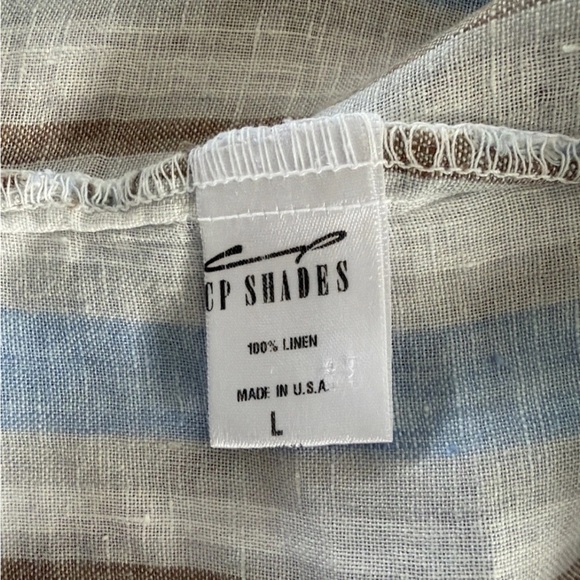 CP SHADES
100% LINEN
MADE IN U.S.A.
L